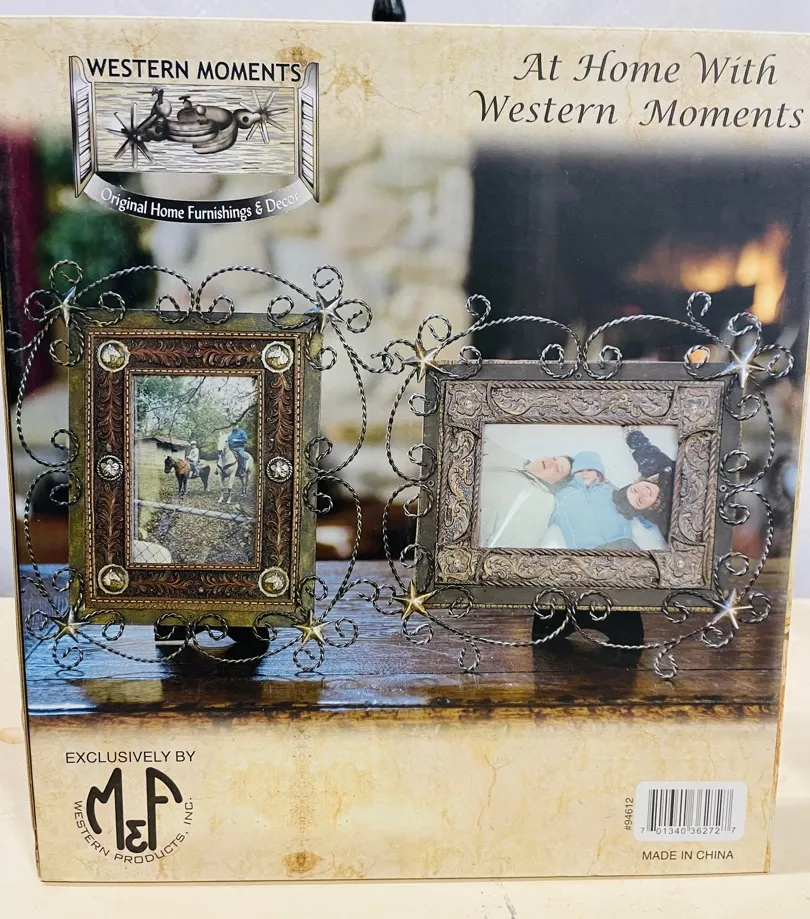 WESTERN MOMENTS
Original Home Furnishings & Decor
At Home With
Western Moments
EXCLUSIVELY BY
M&F
WESTERN PRODUCTS, INC.
#94612
7 01340 36272 7
MADE IN CHINA